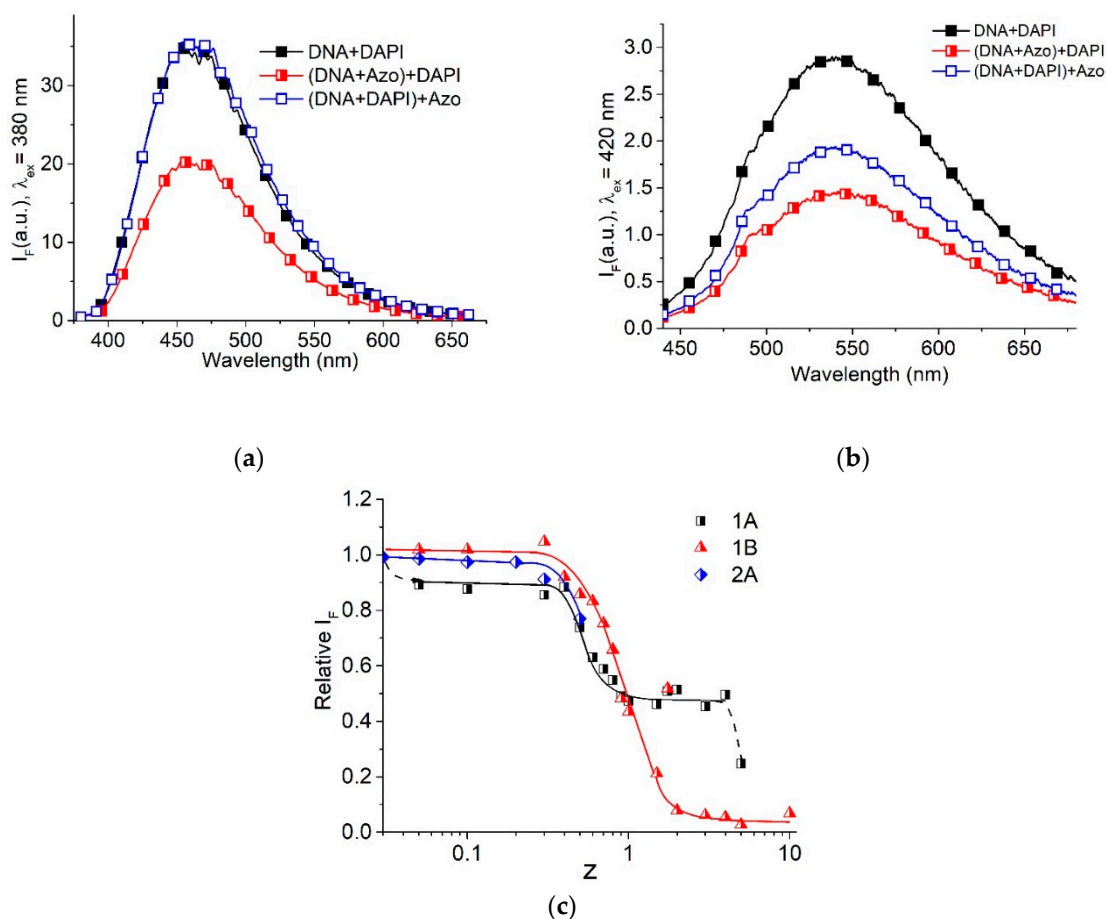 (a)
I_F(a.u.), λ_ex= 380 nm
30
20
10
0
DNA+DAPI
(DNA+Azo)+DAPI
(DNA+DAPI)+Azo
400 450 500 550 600 650
Wavelength (nm)
I_F(a.u.), λ_ex= 420 nm
3.0
2.5
2.0
1.5
1.0
0.5
0.0
DNA+DAPI
(DNA+Azo)+DAPI
(DNA+DAPI)+Azo
450 500 550 600 650
Wavelength (nm)
(b)
Relative I_F
1.2
1.0
0.8
0.6
0.4
0.2
0.0
1A
1B
2A
0.1 1 10
Z
(c)